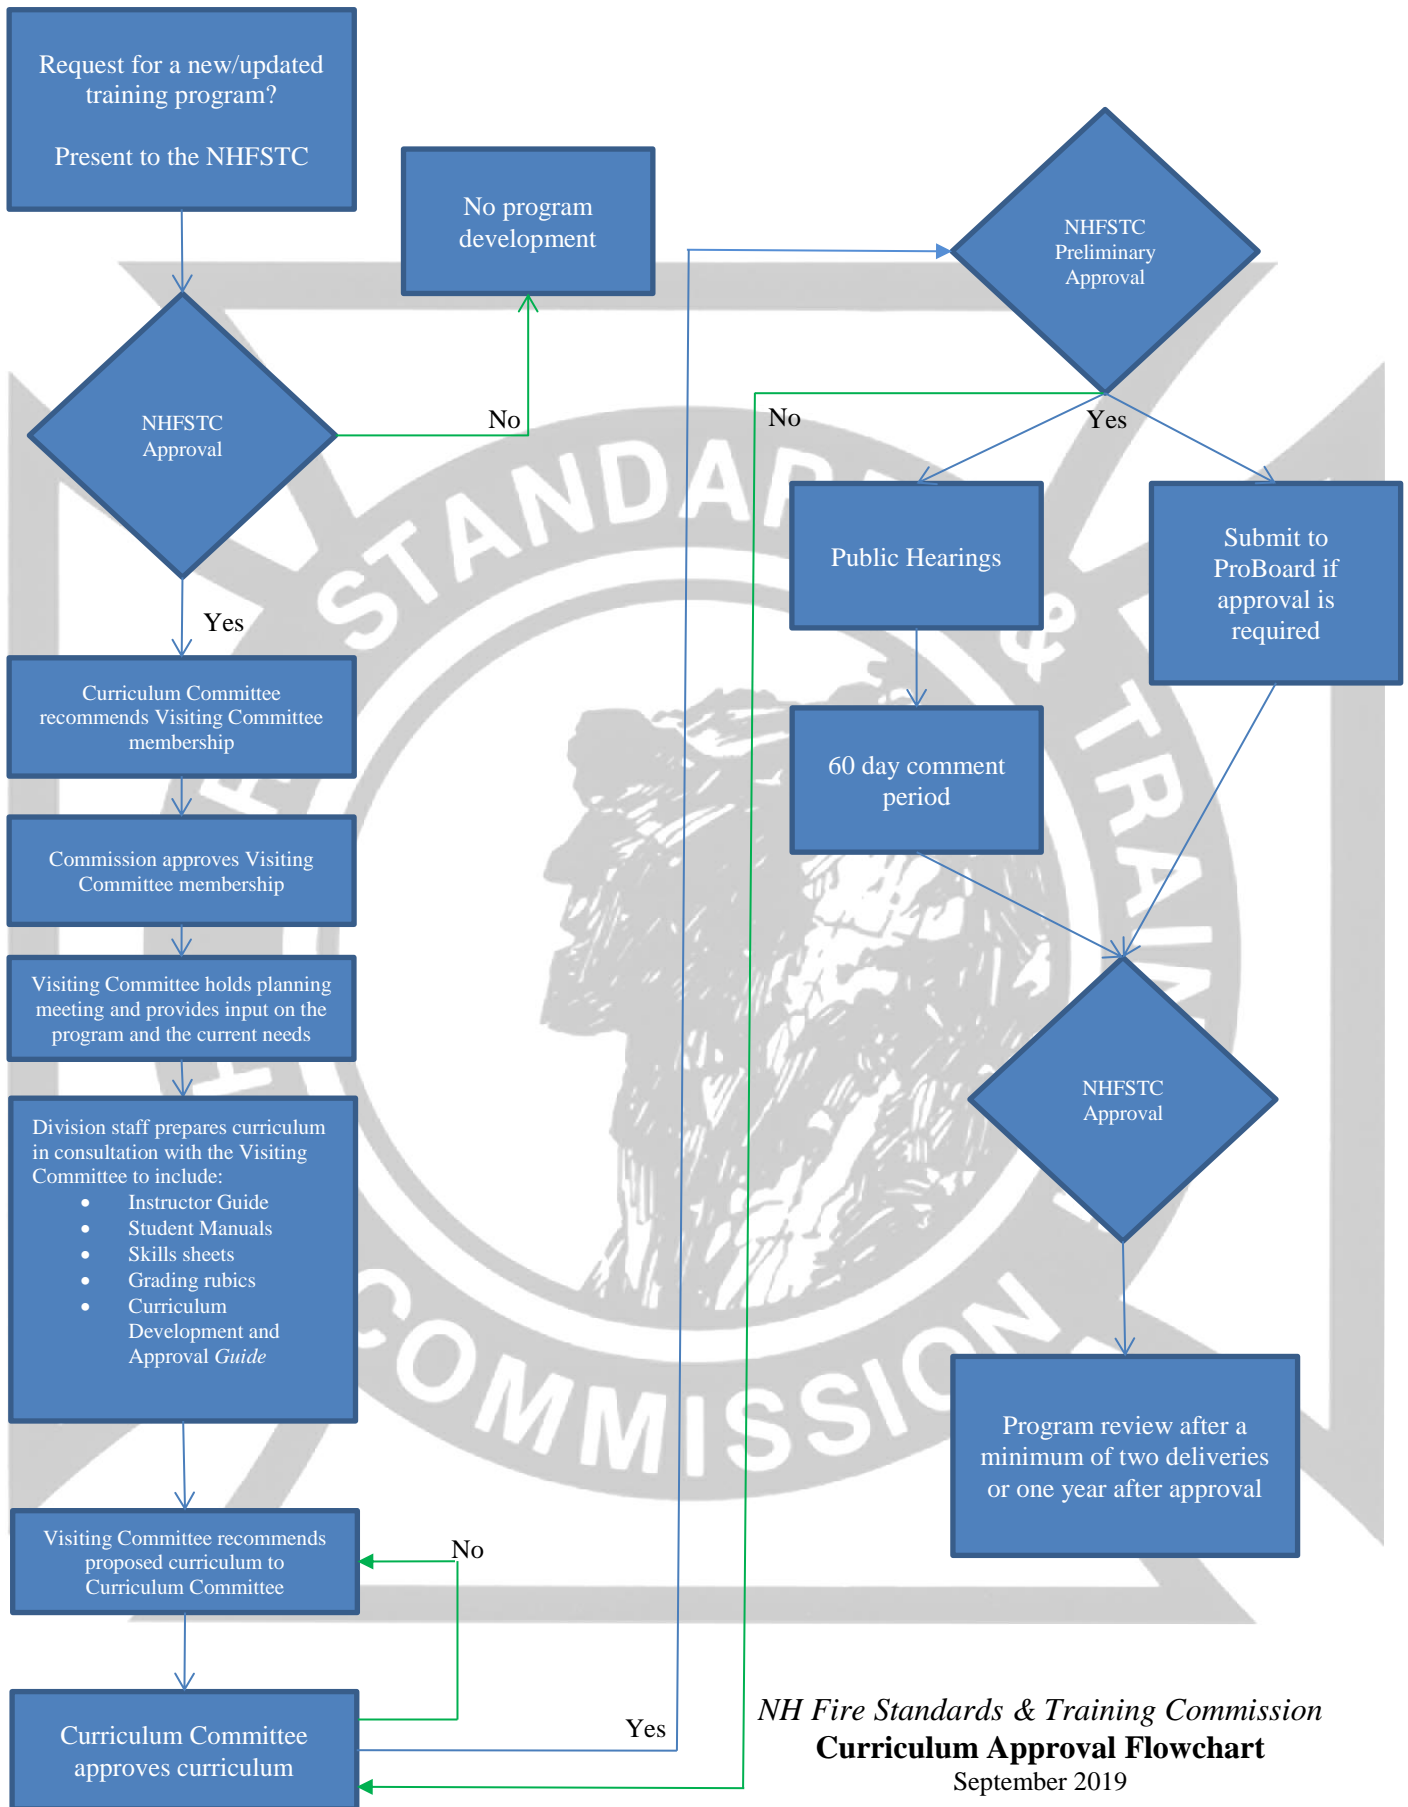 Request for a new/updated
training program?
Present to the NHFSTC
No program
development
NHFSTC
Approval
No
Yes
Curriculum Committee
recommends Visiting Committee
membership
Commission approves Visiting
Committee membership
Visiting Committee holds planning
meeting and provides input on the
program and the current needs
Division staff prepares curriculum
in consultation with the Visiting
Committee to include:
• Instructor Guide
• Student Manuals
• Skills sheets
• Grading rubics
• Curriculum
Development and
Approval Guide
Visiting Committee recommends
proposed curriculum to
Curriculum Committee
No
Curriculum Committee
approves curriculum
Yes
NHFSTC
Preliminary
Approval
No
Yes
Public Hearings
Submit to
ProBoard if
approval is
required
60 day comment
period
NHFSTC
Approval
Program review after a
minimum of two deliveries
or one year after approval
NH Fire Standards & Training Commission
Curriculum Approval Flowchart
September 2019
& 
COMMISSION